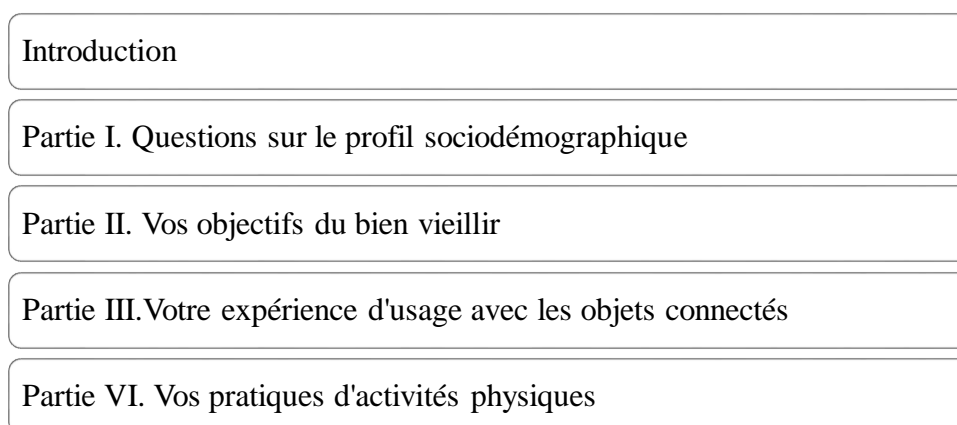 Introduction
Partie I. Questions sur le profil sociodémographique
Partie II. Vos objectifs du bien vieillir
Partie III.Votre expérience d'usage avec les objets connectés
Partie VI. Vos pratiques d'activités physiques